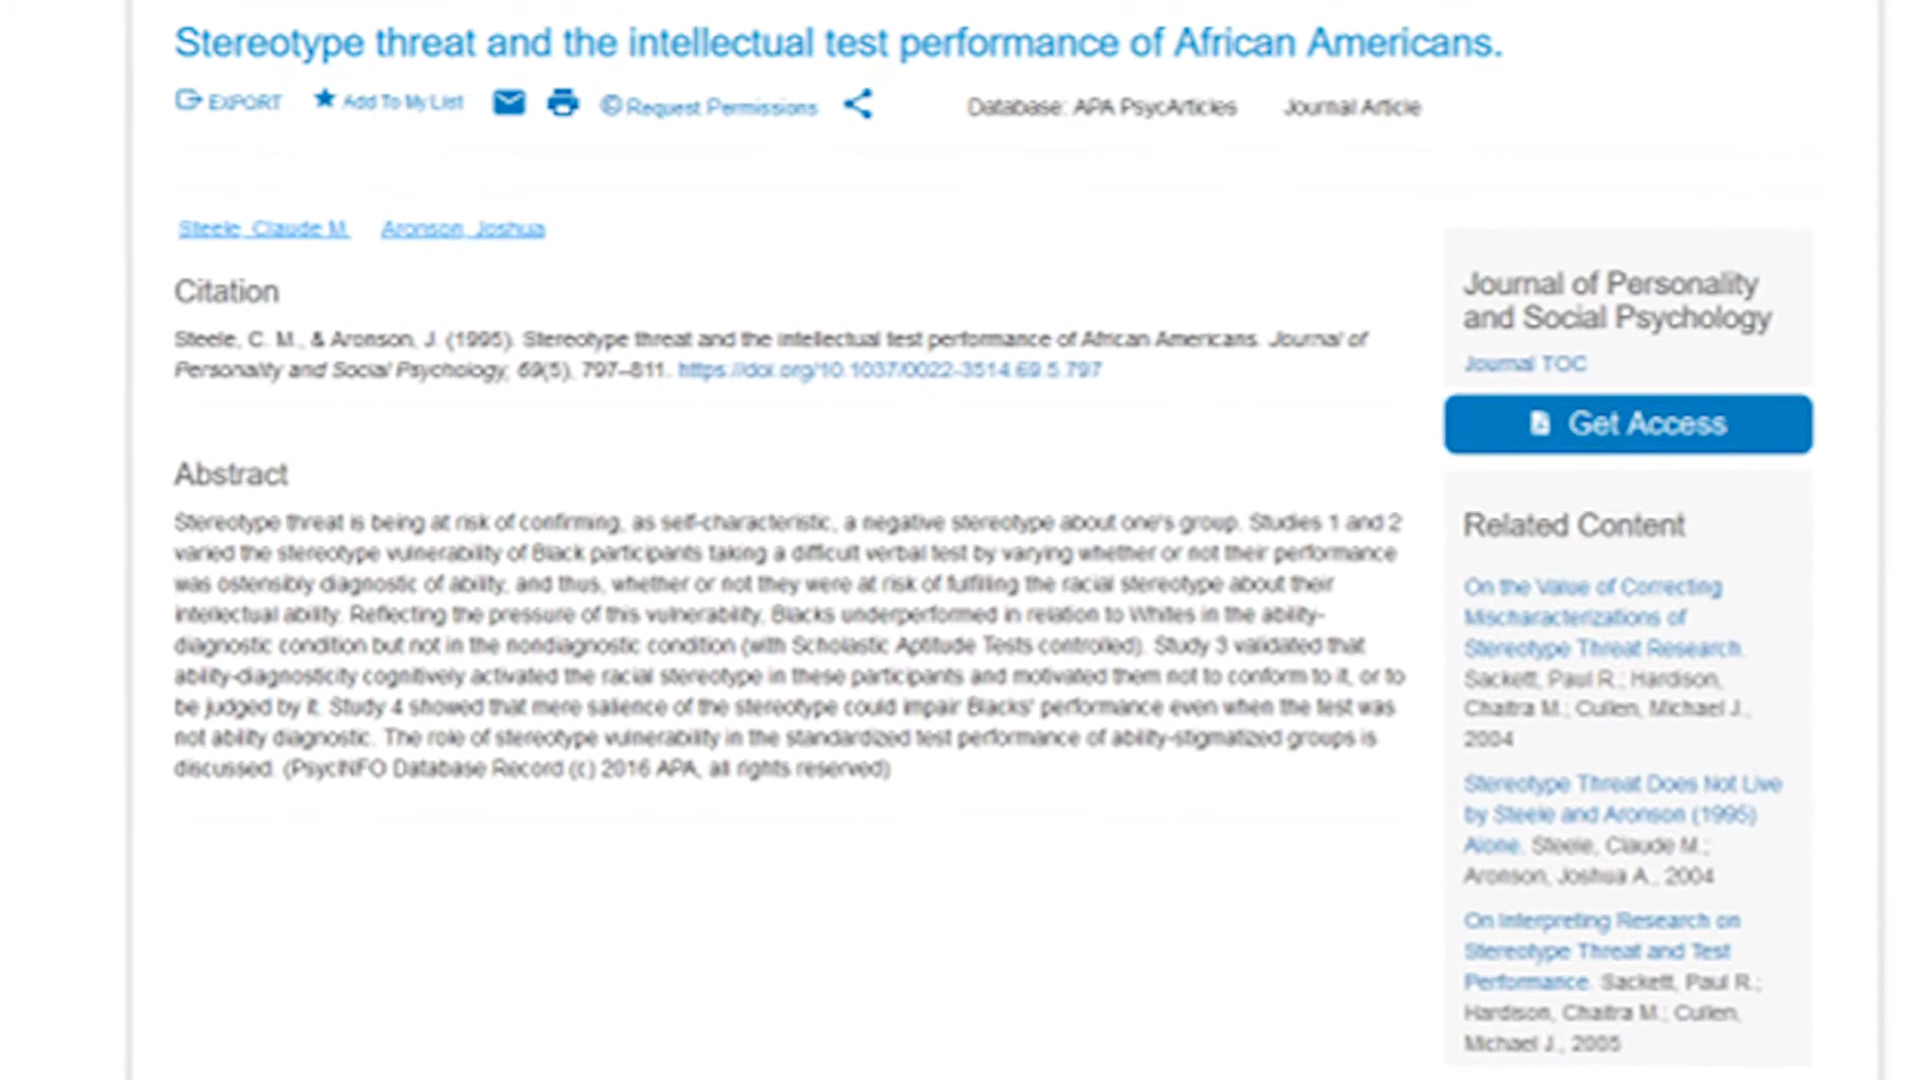 Stereotype threat and the intellectual test performance of African Americans.
EXPORT Add To My List Request Permissions Database: APA PsycArticles Journal Article
Steele, Claude M. Aronson, Joshua
Citation
Steele, C. M., & Aronson, J. (1995). Stereotype threat and the intellectual test performance of African Americans. Journal of
Personality and Social Psychology, 69(5), 797–811. https://doi.org/10.1037/0022-3514.69.5.797
Abstract
Stereotype threat is being at risk of confirming, as self-characteristic, a negative stereotype about one's group. Studies 1 and 2
varied the stereotype vulnerability of Black participants taking a difficult verbal test by varying whether or not their performance
was ostensibly diagnostic of ability, and thus, whether or not they were at risk of fulfilling the racial stereotype about their
intellectual ability. Reflecting the pressure of this vulnerability, Blacks underperformed in relation to Whites in the ability-
diagnostic condition but not in the nondiagnostic condition (with Scholastic Aptitude Tests controlled). Study 3 validated that
ability-diagnosticity cognitively activated the racial stereotype in these participants and motivated them not to conform to it, or to
be judged by it. Study 4 showed that mere salience of the stereotype could impair Blacks' performance even when the test was
not ability diagnostic. The role of stereotype vulnerability in the standardized test performance of ability-stigmatized groups is
discussed. (PsycINFO Database Record (c) 2016 APA, all rights reserved)
Journal of Personality
and Social Psychology
Journal TOC
Get Access
Related Content
On the Value of Correcting
Mischaracterizations of
Stereotype Threat Research.
Sackett, Paul R.; Hardison,
Chaitra M.; Cullen, Michael J.,
2004
Stereotype Threat Does Not Live
by Steele and Aronson (1995)
Alone. Steele, Claude M.;
Aronson, Joshua A., 2004
On Interpreting Research on
Stereotype Threat and Test
Performance. Sackett, Paul R.;
Hardison, Chaitra M.; Cullen,
Michael J., 2005